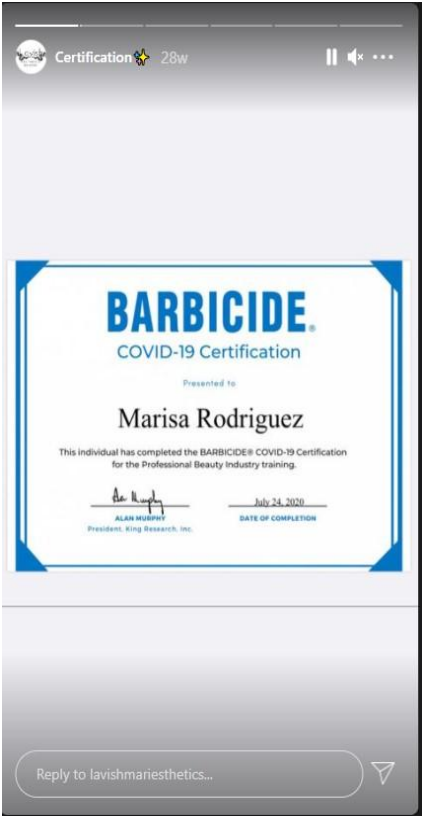 Certification✨ 28w
BARBICIDE®
COVID-19 Certification
Presented to
Marisa Rodriguez
This individual has completed the BARBICIDE® COVID-19 Certification
for the Professional Beauty Industry training.
July 24, 2020
ALAN MURPHY DATE OF COMPLETION
President, King Research, Inc.
Reply to lavishmariesthetics...